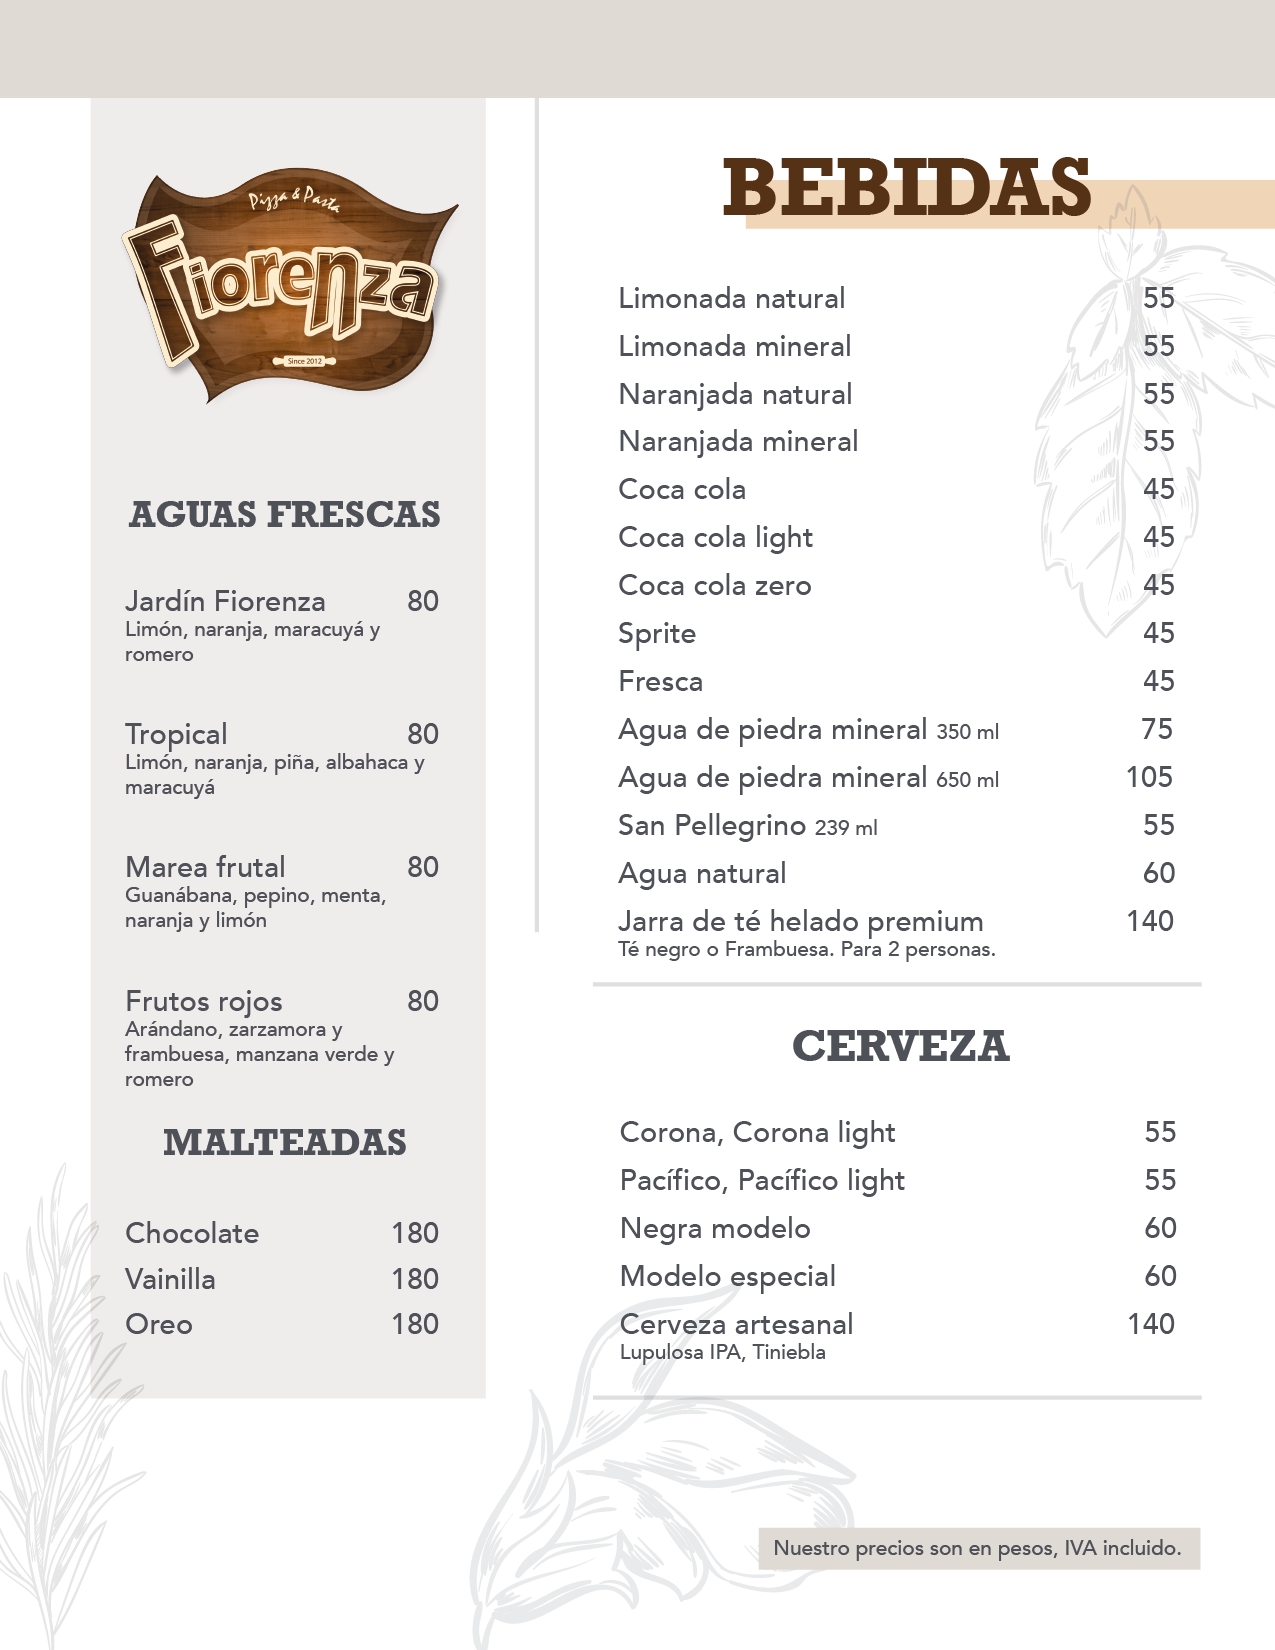 Pizza & Pasta
Fiorenza
Since 2012
AGUAS FRESCAS
Jardín Fiorenza 80
Limón, naranja, maracuyá y
romero
Tropical 80
Limón, naranja, piña, albahaca y
maracuyá
Marea frutal 80
Guanábana, pepino, menta,
naranja y limón
Frutos rojos 80
Arándano, zarzamora y
frambuesa, manzana verde y
romero
MALTEADAS
Chocolate 180
Vainilla 180
Oreo 180
BEBIDAS
Limonada natural 55
Limonada mineral 55
Naranjada natural 55
Naranjada mineral 55
Coca cola 45
Coca cola light 45
Coca cola zero 45
Sprite 45
Fresca 45
Agua de piedra mineral 350 ml 75
Agua de piedra mineral 650 ml 105
San Pellegrino 239 ml 55
Agua natural 60
Jarra de té helado premium 140
Té negro o Frambuesa. Para 2 personas.
CERVEZA
Corona, Corona light 55
Pacífico, Pacífico light 55
Negra modelo 60
Modelo especial 60
Cerveza artesanal 140
Lupulosa IPA, Tiniebla
Nuestro precios son en pesos, IVA incluido.